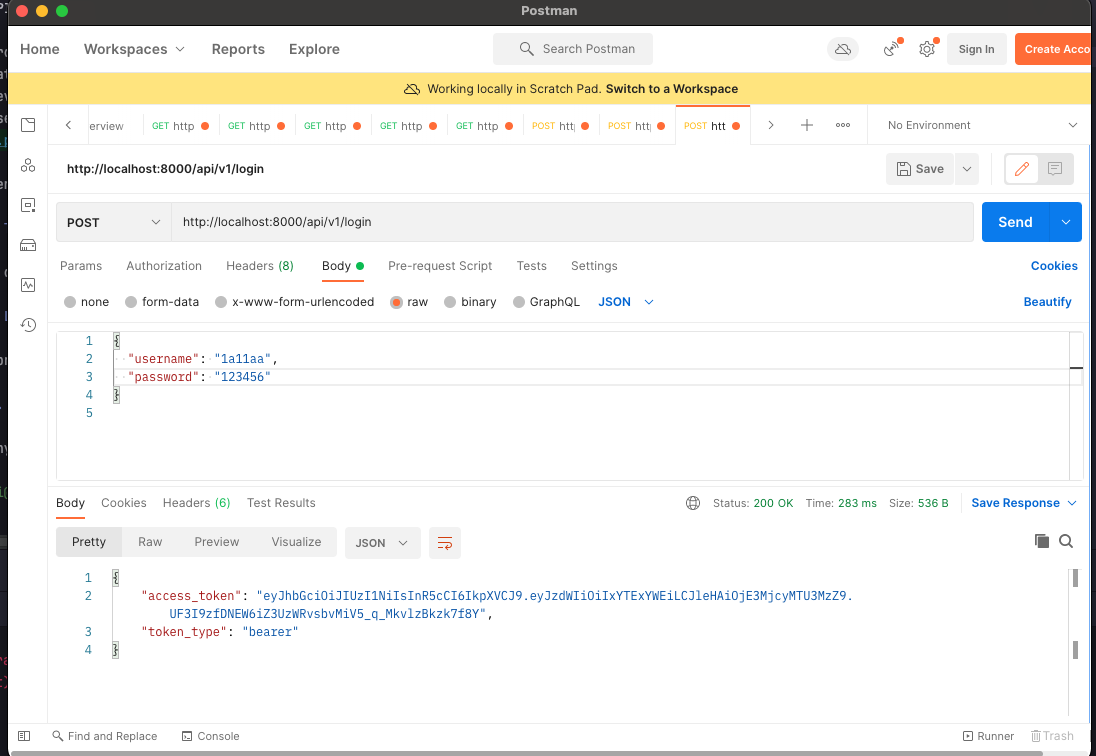 Postman
Home Workspaces Reports Explore Search Postman Sign In Create Acco
Working locally in Scratch Pad. Switch to a Workspace
erview GET http GET http GET http GET http GET http POST htt POST htt POST htt No Environment
http://localhost:8000/api/v1/login Save
POST http://localhost:8000/api/v1/login Send
Params Authorization Headers (8) Body Pre-request Script Tests Settings Cookies
none form-data x-www-form-urlencoded raw binary GraphQL JSON Beautify
1 {
2 "username": "1a11aa",
3 "password": "123456"
4 }
5
Body Cookies Headers (6) Test Results Status: 200 OK Time: 283 ms Size: 536 B Save Response
Pretty Raw Preview Visualize JSON
1 {
2 "access_token": "eyJhbGciOiJIUzI1NiIsInR5cCI6IkpXVCJ9.eyJzdWIiOiIxYTExYWEiLCJleHAiOjE3MjcyMTU3MzZ9.
UF3I9zfDNEW6iZ3UzWRvsbvMiV5_q_MkvlzBkzk7f8Y",
3 "token_type": "bearer"
4 }
Find and Replace Console Runner Trash